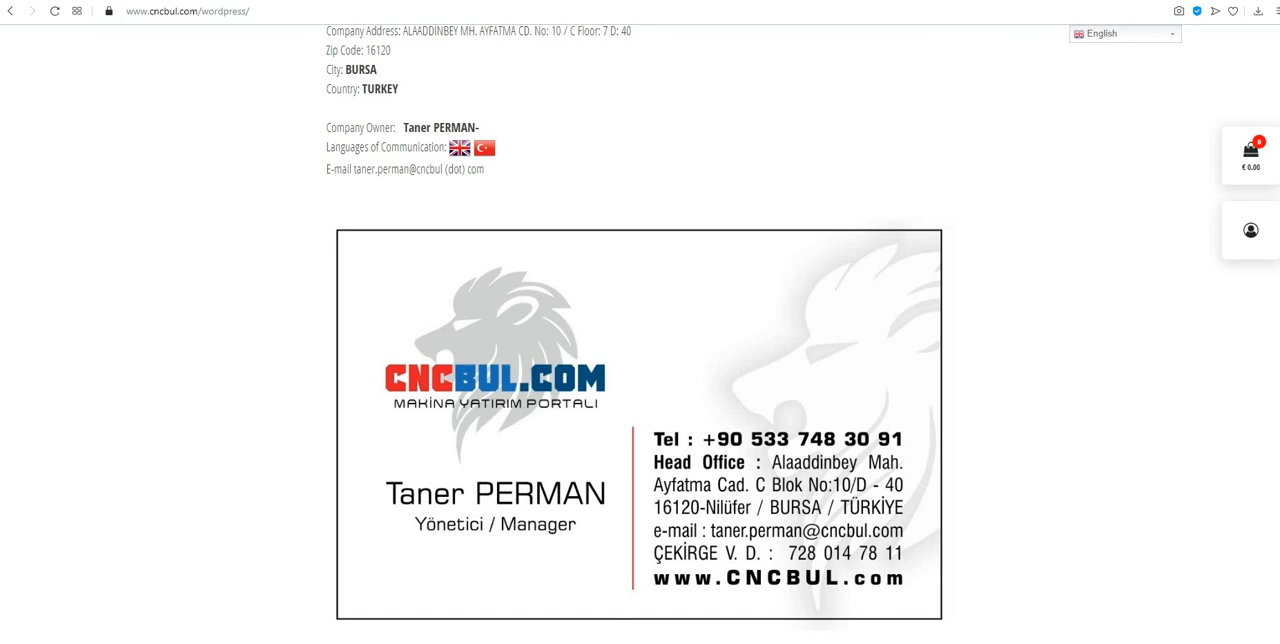 www.cncbul.com/wordpress/
Company Address: ALAADDİNBEY MH. AYFATMA CD. No: 10 / C Floor: 7 D: 40
English
Zip Code: 16120
City: BURSA
Country: TURKEY
Company Owner: Taner PERMAN-
Languages of Communication:
E-mail taner.perman@cncbul (dot) com
0
€ 0.00
CNCBUL.COM
MAKİNA YATIRIM PORTALI
Taner PERMAN
Yönetici / Manager
Tel : +90 533 748 30 91
Head Office : Alaaddinbey Mah.
Ayfatma Cad. C Blok No:10/D - 40
16120-Nilüfer / BURSA / TÜRKİYE
e-mail : taner.perman@cncbul.com
ÇEKİRGE V. D. : 728 014 78 11
www.CNCBUL.com